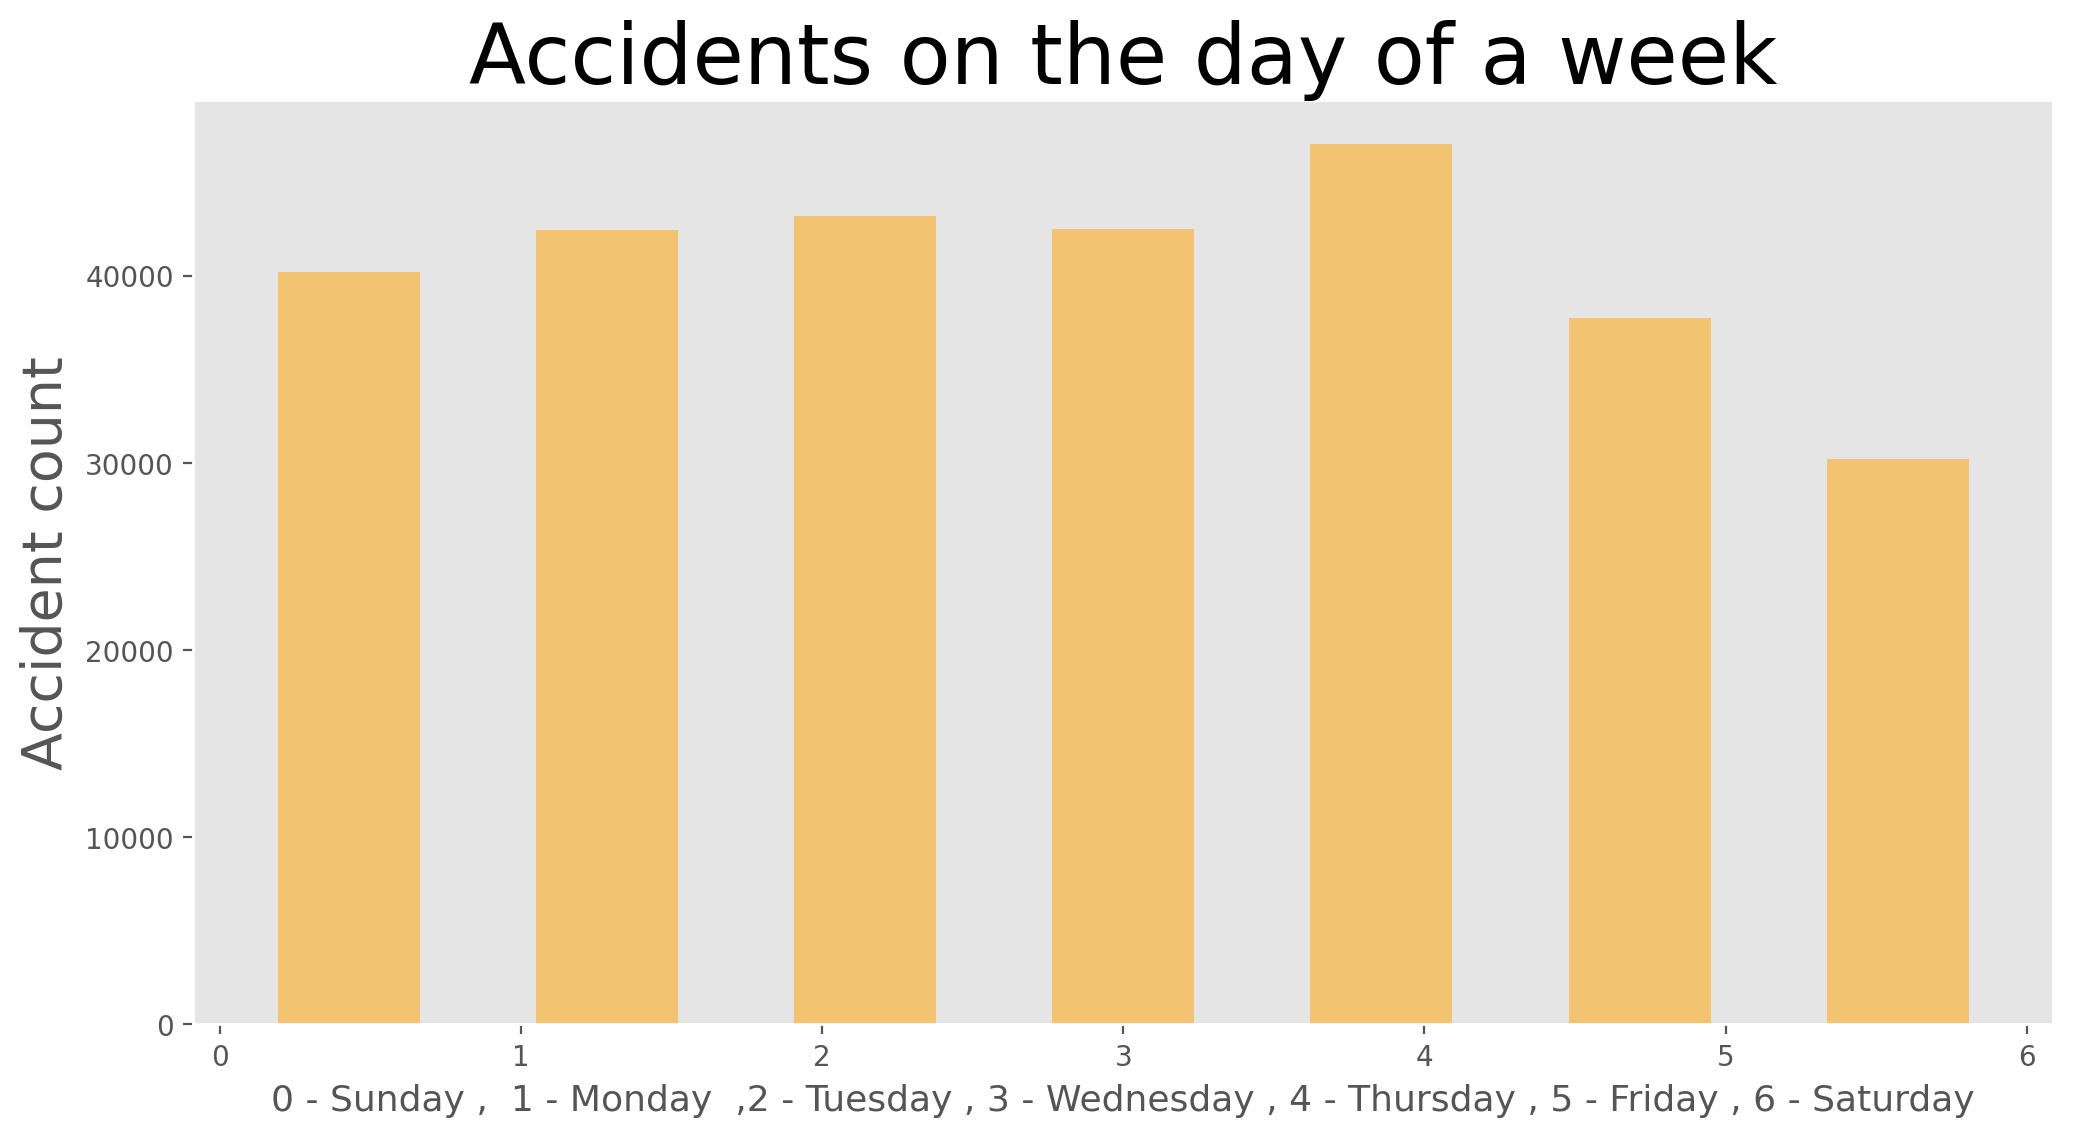 Accidents on the day of a week
Accident count
40000
30000
20000
10000
0
0 1 2 3 4 5 6
0 - Sunday ,  1 - Monday  ,2 - Tuesday , 3 - Wednesday , 4 - Thursday , 5 - Friday , 6 - Saturday